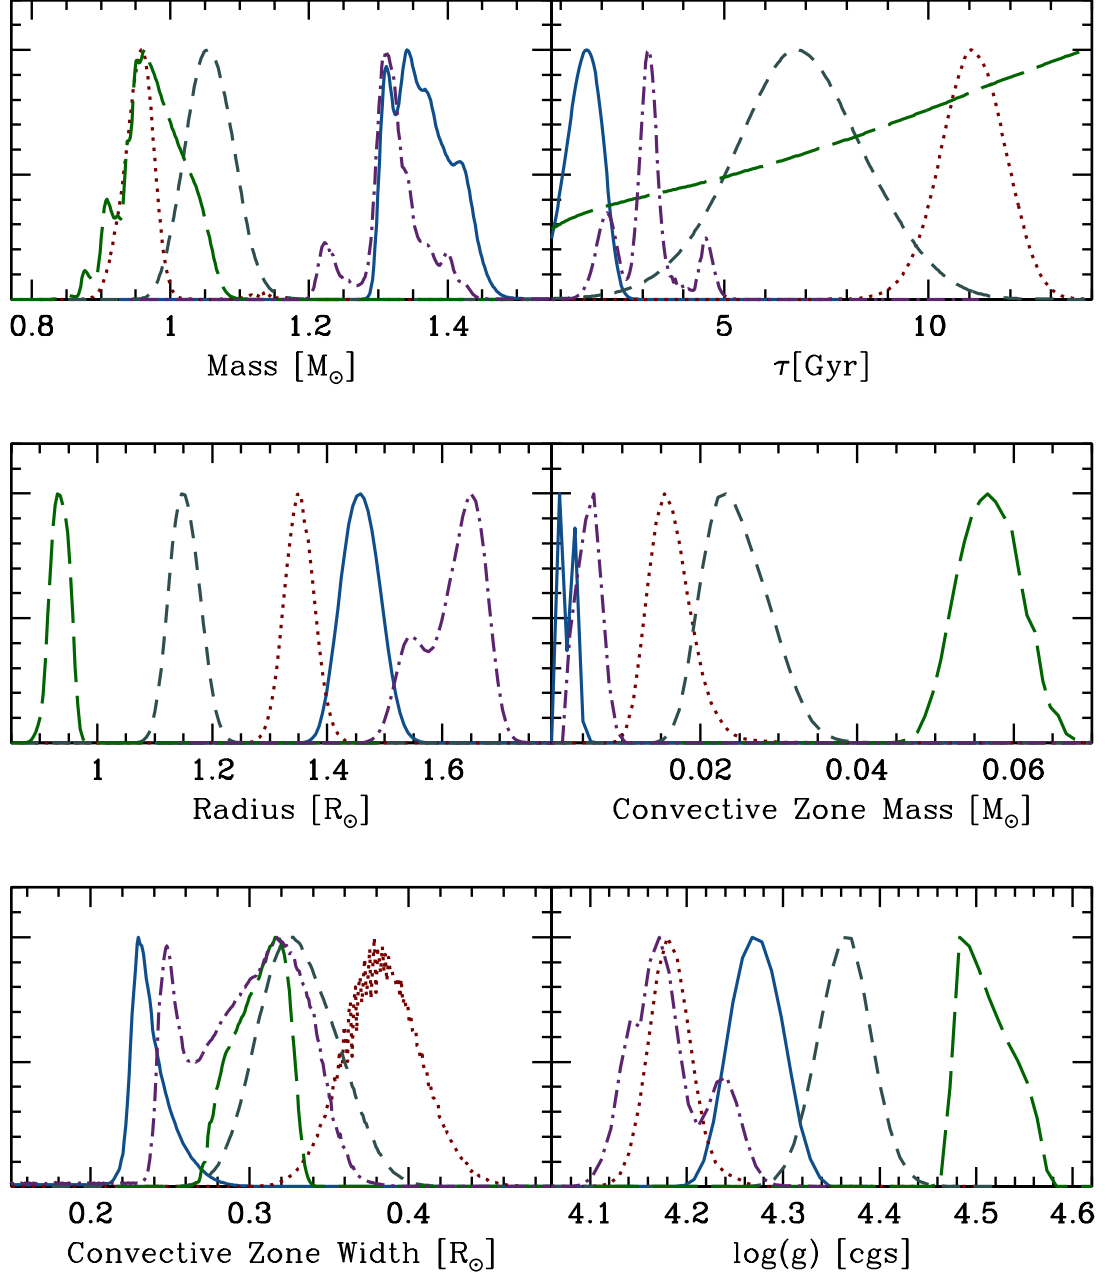 0.8 1 1.2 1.4 5 10
Mass [M⊙] τ[Gyr]
1 1.2 1.4 1.6 0.02 0.04 0.06
Radius [R⊙] Convective Zone Mass [M⊙]
0.2 0.3 0.4 4.1 4.2 4.3 4.4 4.5 4.6
Convective Zone Width [R⊙] log(g) [cgs]